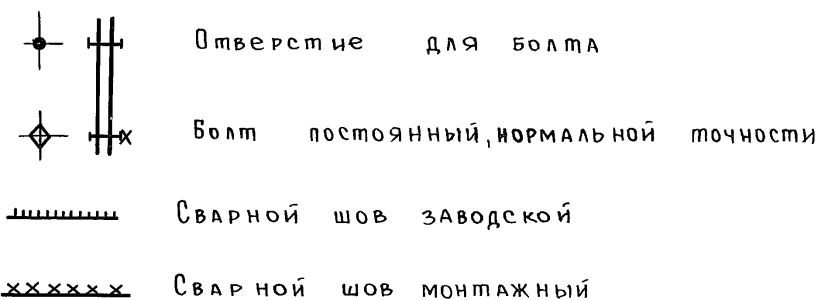 Отверстие для болта
Болт постоянный, нормальной точности
Сварной шов заводской
Сварной шов монтажный